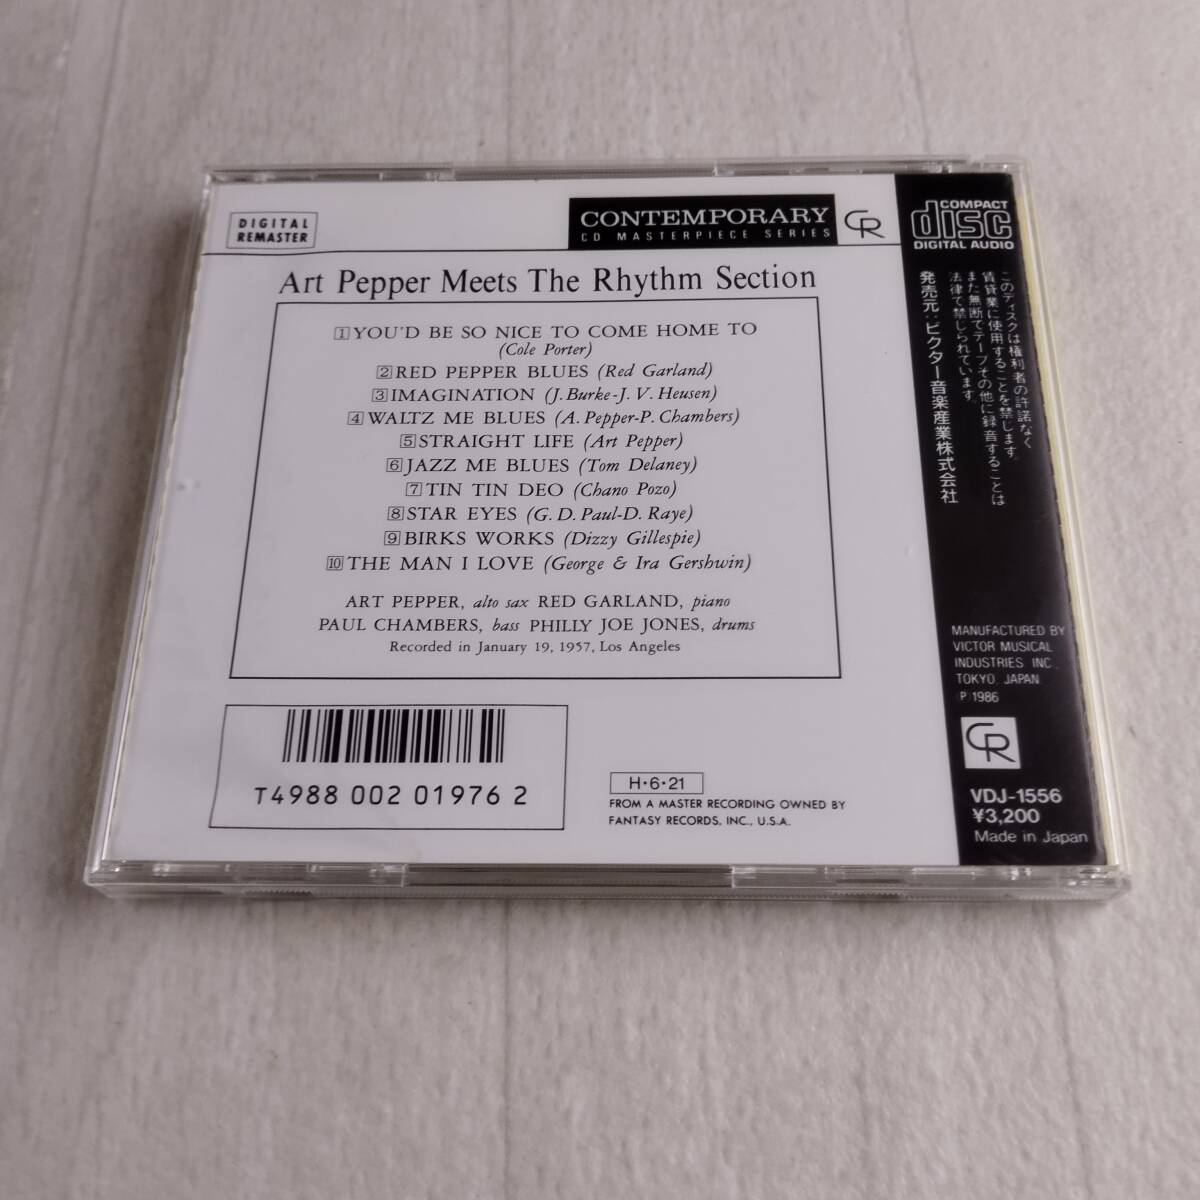 DIGITAL
REMASTER
CONTEMPORARY
CD MASTERPIECE SERIES
CR
Art Pepper Meets The Rhythm Section
1 YOU'D BE SO NICE TO COME HOME TO
(Cole Porter)
2 RED PEPPER BLUES (Red Garland)
3 IMAGINATION (J. Burke-J. V. Heusen)
4 WALTZ ME BLUES (A. Pepper-P. Chambers)
5 STRAIGHT LIFE (Art Pepper)
6 JAZZ ME BLUES (Tom Delaney)
7 TIN TIN DEO (Chano Pozo)
8 STAR EYES (G. D. Paul-D. Raye)
9 BIRKS WORKS (Dizzy Gillespie)
10 THE MAN I LOVE (George & Ira Gershwin)
ART PEPPER, alto sax RED GARLAND, piano
PAUL CHAMBERS, bass PHILLY JOE JONES, drums
Recorded in January 19, 1957, Los Angeles
T4988 002 01976 2
H・6・21
FROM A MASTER RECORDING OWNED BY
FANTASY RECORDS, INC., U.S.A.
COMPACT
disc
DIGITAL AUDIO
このディスクは権利者の許諾なく
賃貸業に使用することを禁じます。
また無断でテープその他に録音することは
法律で禁じられています。
発売元:ビクター音楽産業株式会社
MANUFACTURED BY
VICTOR MUSICAL
INDUSTRIES INC.,
TOKYO, JAPAN
Ⓟ1986
CR
VDJ-1556
¥3,200
Made in Japan